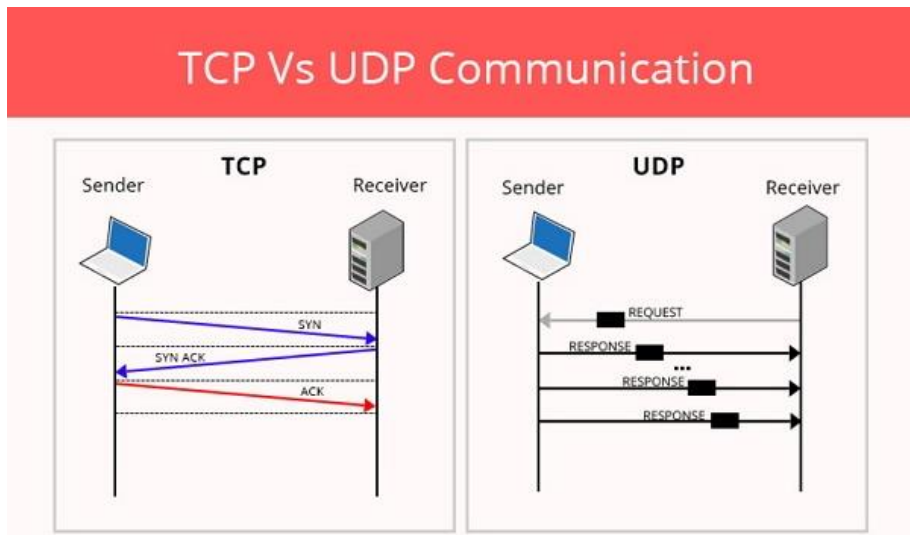 TCP Vs UDP Communication
TCP
Sender
Receiver
SYN
SYN ACK
ACK
UDP
Sender
Receiver
REQUEST
RESPONSE
...
RESPONSE
RESPONSE